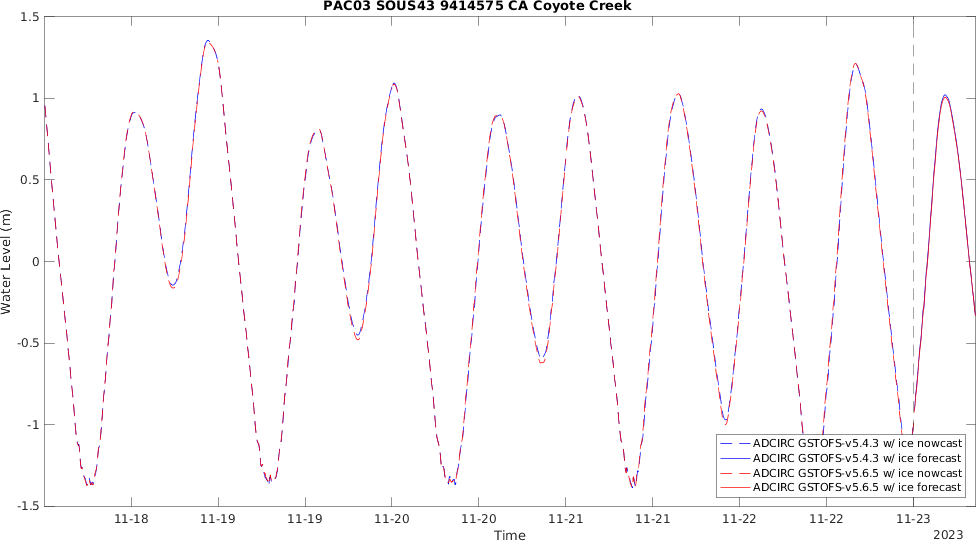 PAC03 SOUS43 9414575 CA Coyote Creek
1.5
1
0.5
0
-0.5
-1
-1.5
Water Level (m)
ADCIRC GSTOFS-v5.4.3 w/ ice nowcast
ADCIRC GSTOFS-v5.4.3 w/ ice forecast
ADCIRC GSTOFS-v5.6.5 w/ ice nowcast
ADCIRC GSTOFS-v5.6.5 w/ ice forecast
11-18 11-19 11-19 11-20 11-20 11-21 11-21 11-22 11-22 11-23
Time
2023